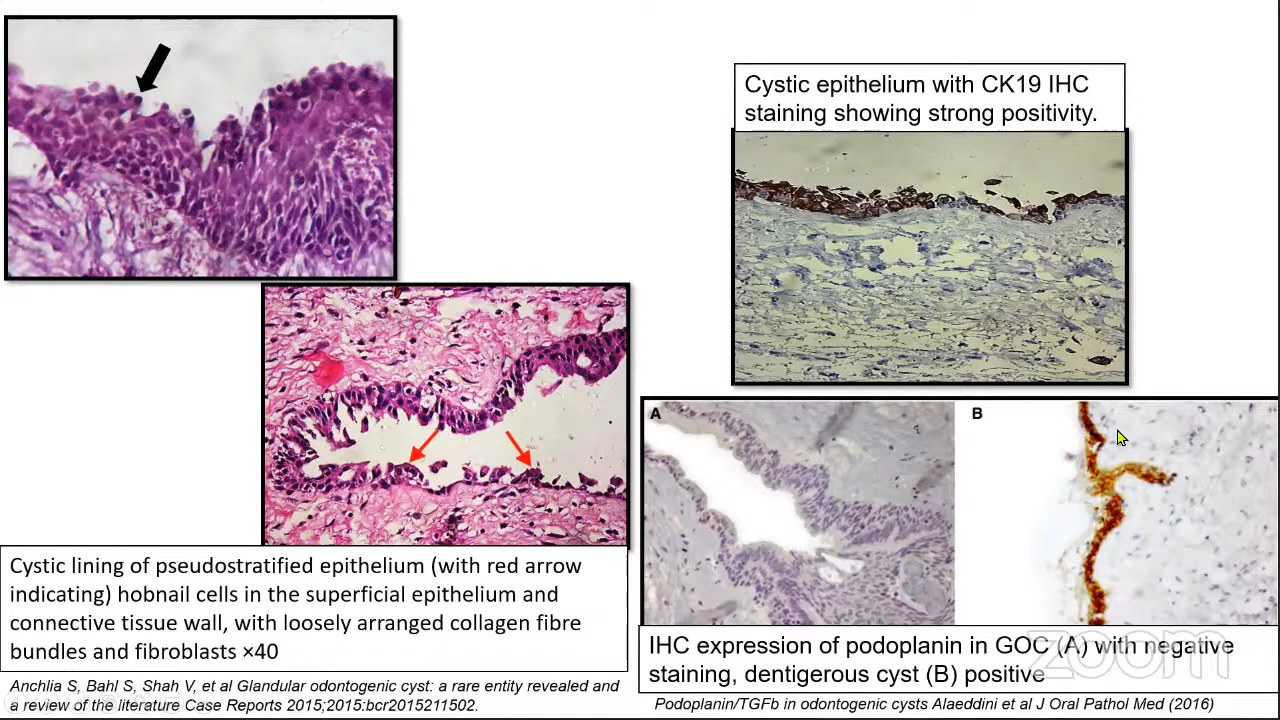 Cystic epithelium with CK19 IHC
staining showing strong positivity.
A
B
Cystic lining of pseudostratified epithelium (with red arrow
indicating) hobnail cells in the superficial epithelium and
connective tissue wall, with loosely arranged collagen fibre
bundles and fibroblasts ×40
Anchlia S, Bahl S, Shah V, et al Glandular odontogenic cyst: a rare entity revealed and
a review of the literature Case Reports 2015;2015:bcr2015211502.
IHC expression of podoplanin in GOC (A) with negative
staining, dentigerous cyst (B) positive
zoom
Podoplanin/TGFb in odontogenic cysts Alaeddini et al J Oral Pathol Med (2016)